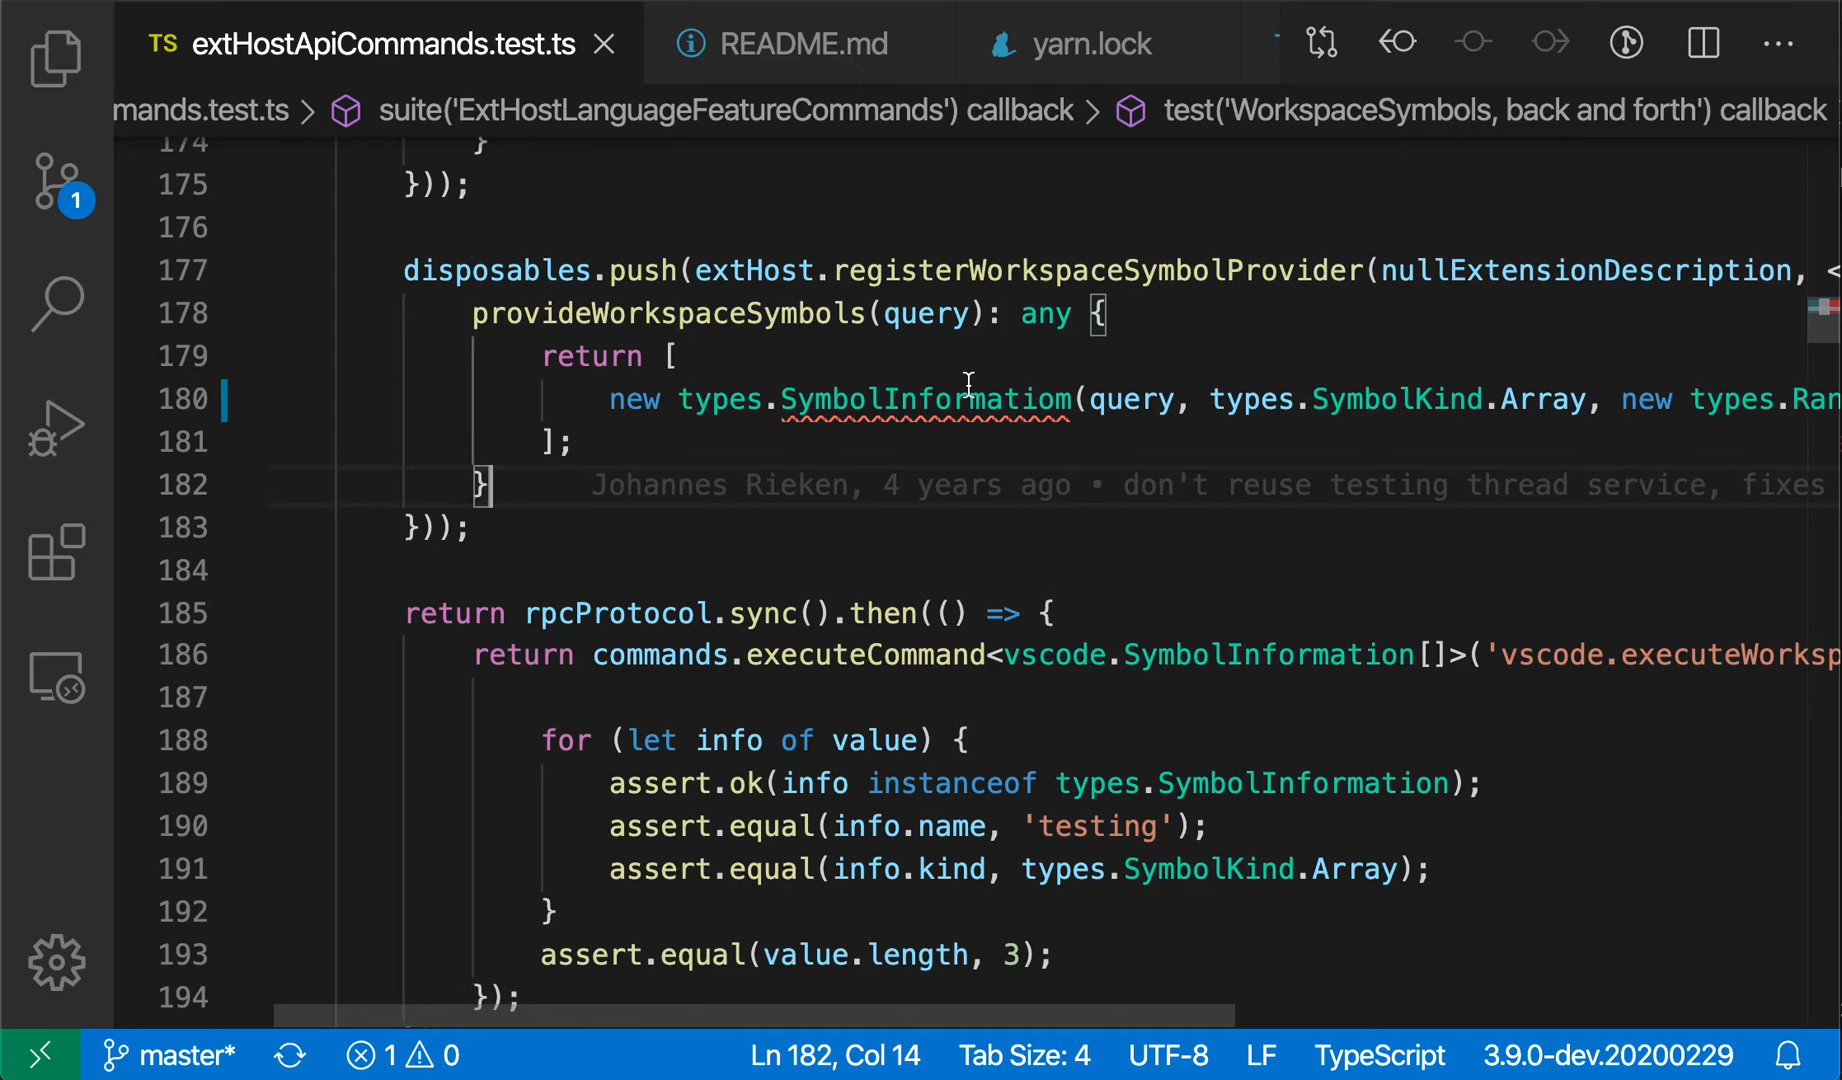 TS extHostApiCommands.test.ts README.md yarn.lock
mands.test.ts > suite('ExtHostLanguageFeatureCommands') callback > test('WorkspaceSymbols, back and forth') callback
174 }
175 }));
176
177 disposables.push(extHost.registerWorkspaceSymbolProvider(nullExtensionDescription, <
178 provideWorkspaceSymbols(query): any {
179 return [
180 new types.SymbolInformatiom(query, types.SymbolKind.Array, new types.Ran
181 ];
182 } Johannes Rieken, 4 years ago • don't reuse testing thread service, fixes
183 }));
184
185 return rpcProtocol.sync().then(() => {
186 return commands.executeCommand<vscode.SymbolInformation[]>('vscode.executeWorksp
187
188 for (let info of value) {
189 assert.ok(info instanceof types.SymbolInformation);
190 assert.equal(info.name, 'testing');
191 assert.equal(info.kind, types.SymbolKind.Array);
192 }
193 assert.equal(value.length, 3);
194 });
1
master* 1 0 Ln 182, Col 14 Tab Size: 4 UTF-8 LF TypeScript 3.9.0-dev.20200229